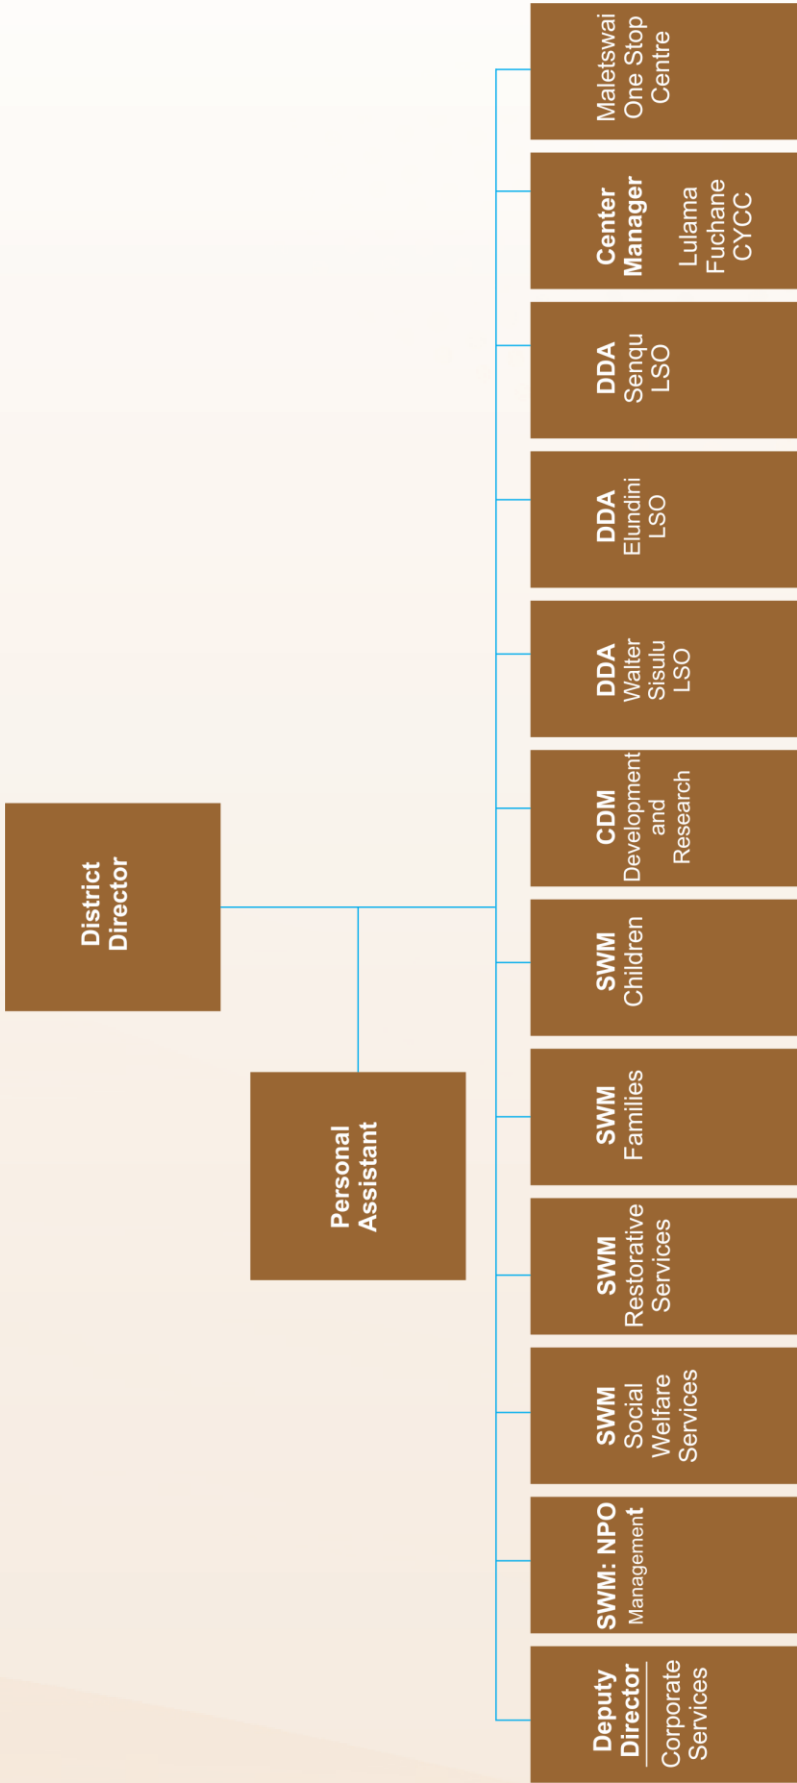 District
Director
Personal
Assistant
Deputy
Director
Corporate
Services
SWM: NPO
Management
SWM
Social
Welfare
Services
SWM
Restorative
Services
SWM
Families
SWM
Children
CDM
Development
and
Research
DDA
Walter
Sisulu
LSO
DDA
Elundini
LSO
DDA
Senqu
LSO
Center
Manager
Lulama
Fuchane
CYCC
Maletswai
One Stop
Centre